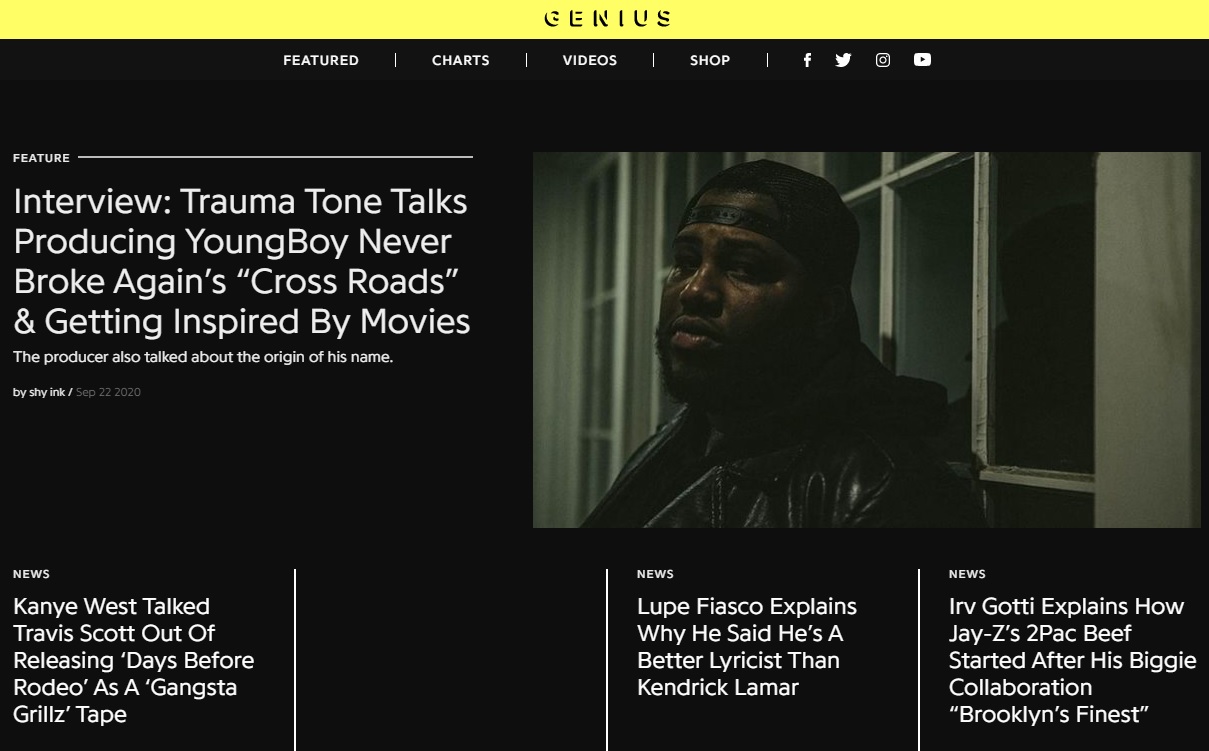 GENIUS
FEATURED
CHARTS
VIDEOS
SHOP
FEATURE
Interview: Trauma Tone Talks
Producing YoungBoy Never
Broke Again’s “Cross Roads”
& Getting Inspired By Movies
The producer also talked about the origin of his name.
by shy ink / Sep 22 2020
NEWS
Kanye West Talked
Travis Scott Out Of
Releasing ‘Days Before
Rodeo’ As A ‘Gangsta
Grillz’ Tape
NEWS
Lupe Fiasco Explains
Why He Said He’s A
Better Lyricist Than
Kendrick Lamar
NEWS
Irv Gotti Explains How
Jay-Z’s 2Pac Beef
Started After His Biggie
Collaboration
“Brooklyn’s Finest”